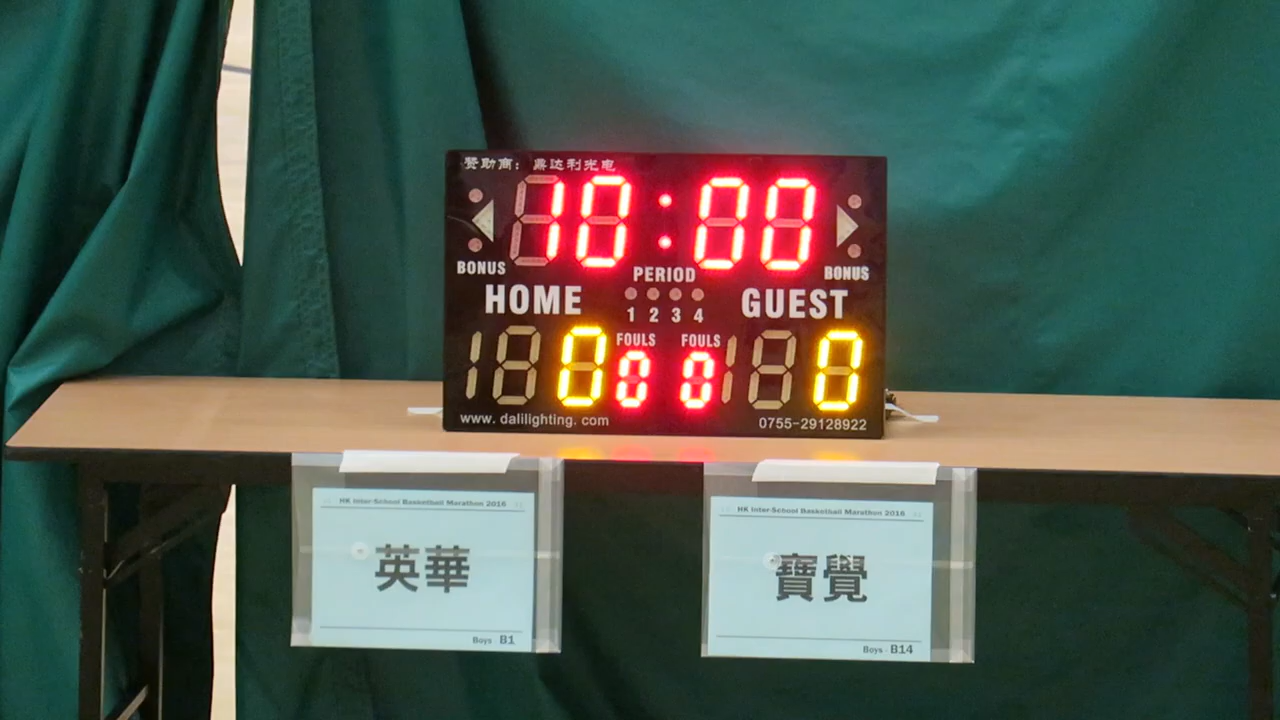 赞助商：鼎达利光电
10:00
BONUS
PERIOD
BONUS
HOME
1 2 3 4
GUEST
FOULS
FOULS
0
0
0
0
www.dalilighting.com
0755-29128922
HK Inter-School Basketball Marathon 2016
英華
Boys - B1
HK Inter-School Basketball Marathon 2016
寶覺
Boys - B14